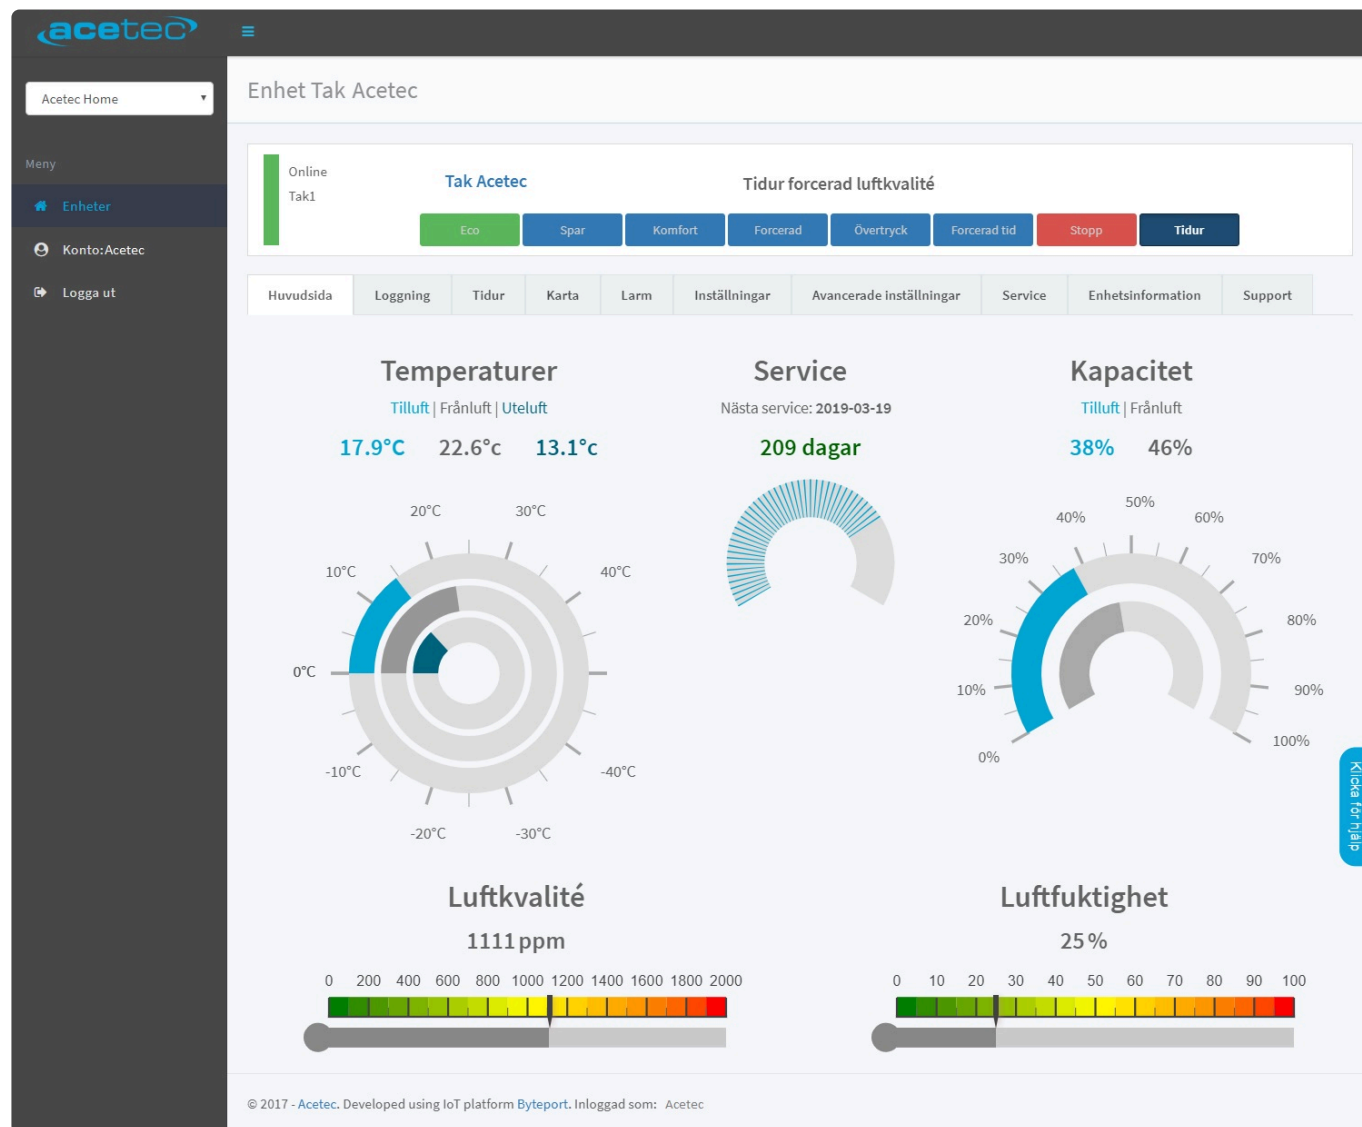 acetec
Acetec Home
Meny
Enheter
Konto:Acetec
Logga ut
Enhet Tak Acetec
Online
Tak1
Tak Acetec
Tidur forcerad luftkvalité
Eco Spar Komfort Forcerad Övertryck Forcerad tid Stopp Tidur
Huvudsida Loggning Tidur Karta Larm Inställningar Avancerade inställningar Service Enhetsinformation Support
Temperaturer
Tilluft | Frånluft | Uteluft
17.9°C 22.6°c 13.1°c
20°C 30°C
10°C 40°C
0°C
-10°C -40°C
-20°C -30°C
Service
Nästa service: 2019-03-19
209 dagar
Kapacitet
Tilluft | Frånluft
38% 46%
50%
40% 60%
30% 70%
20% 80%
10% 90%
0% 100%
Klicka för hjälp
Luftkvalité
1111 ppm
0 200 400 600 800 1000 1200 1400 1600 1800 2000
Luftfuktighet
25 %
0 10 20 30 40 50 60 70 80 90 100
© 2017 - Acetec. Developed using IoT platform Byteport. Inloggad som: Acetec